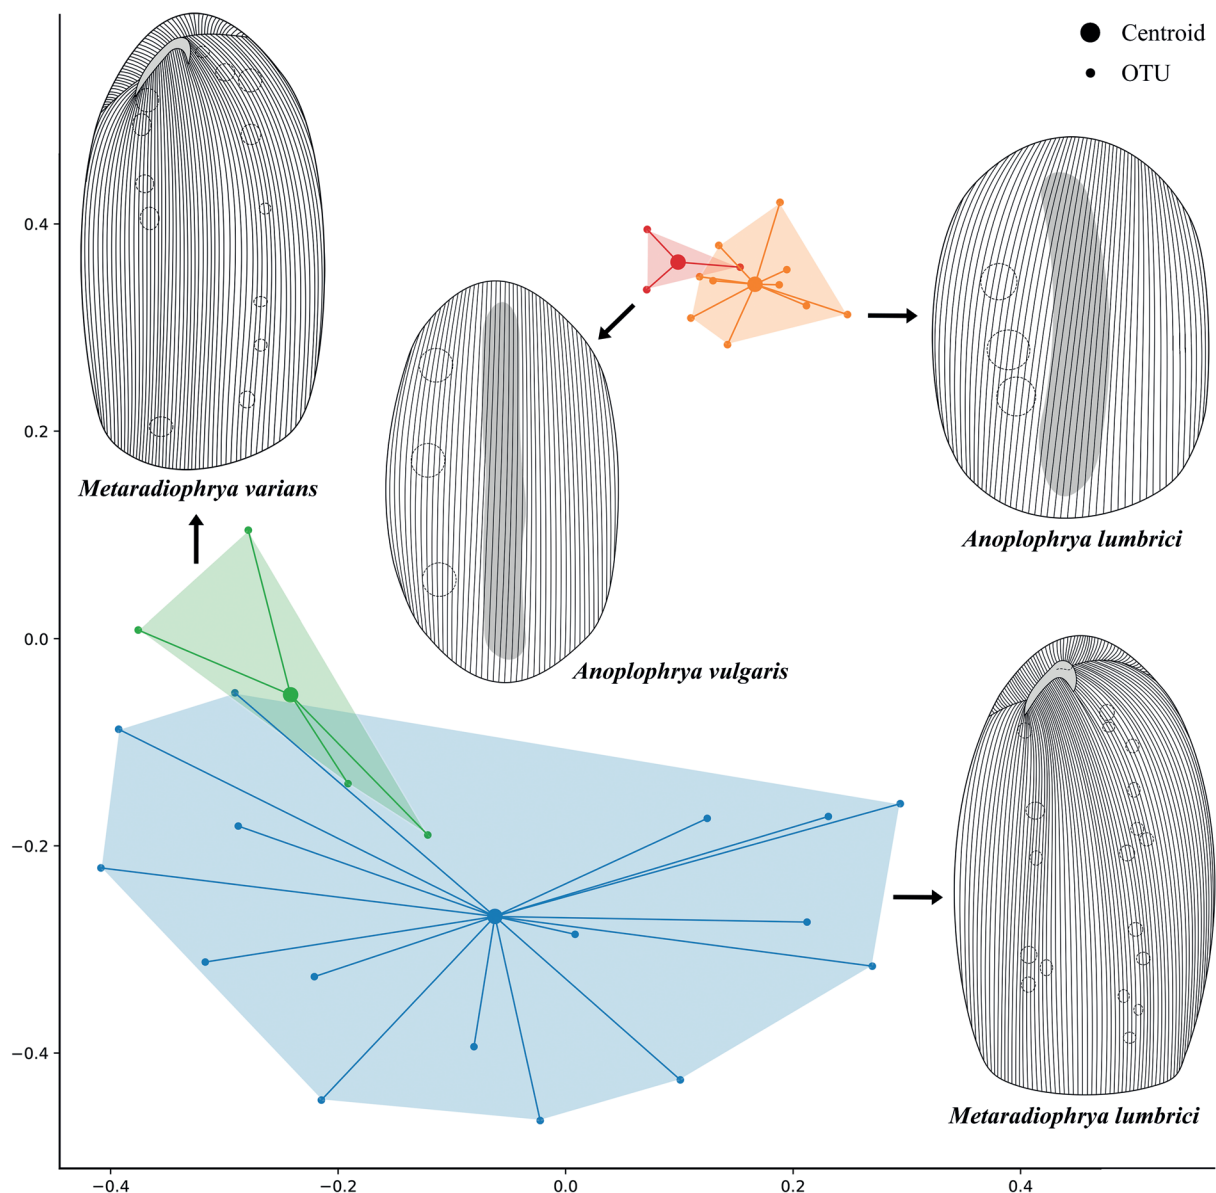 Centroid
OTU
0.4
0.2
Metaradiophrya varians
Anoplophrya lumbrici
0.0
Anoplophrya vulgaris
−0.2
−0.4
Metaradiophrya lumbrici
−0.4 −0.2 0.0 0.2 0.4